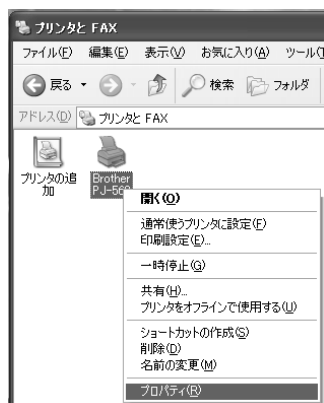 プリンタと FAX
ファイル(F) 編集(E) 表示(V) お気に入り(A) ツール(T
戻る 検索 フォルダ
アドレス(D) プリンタと FAX
プリンタの追
加
Brother
PJ-560
開く(O)
通常使うプリンタに設定(F)
印刷設定(E)...
一時停止(G)
共有(H)...
プリンタをオフラインで使用する(U)
ショートカットの作成(S)
削除(D)
名前の変更(M)
プロパティ(R)